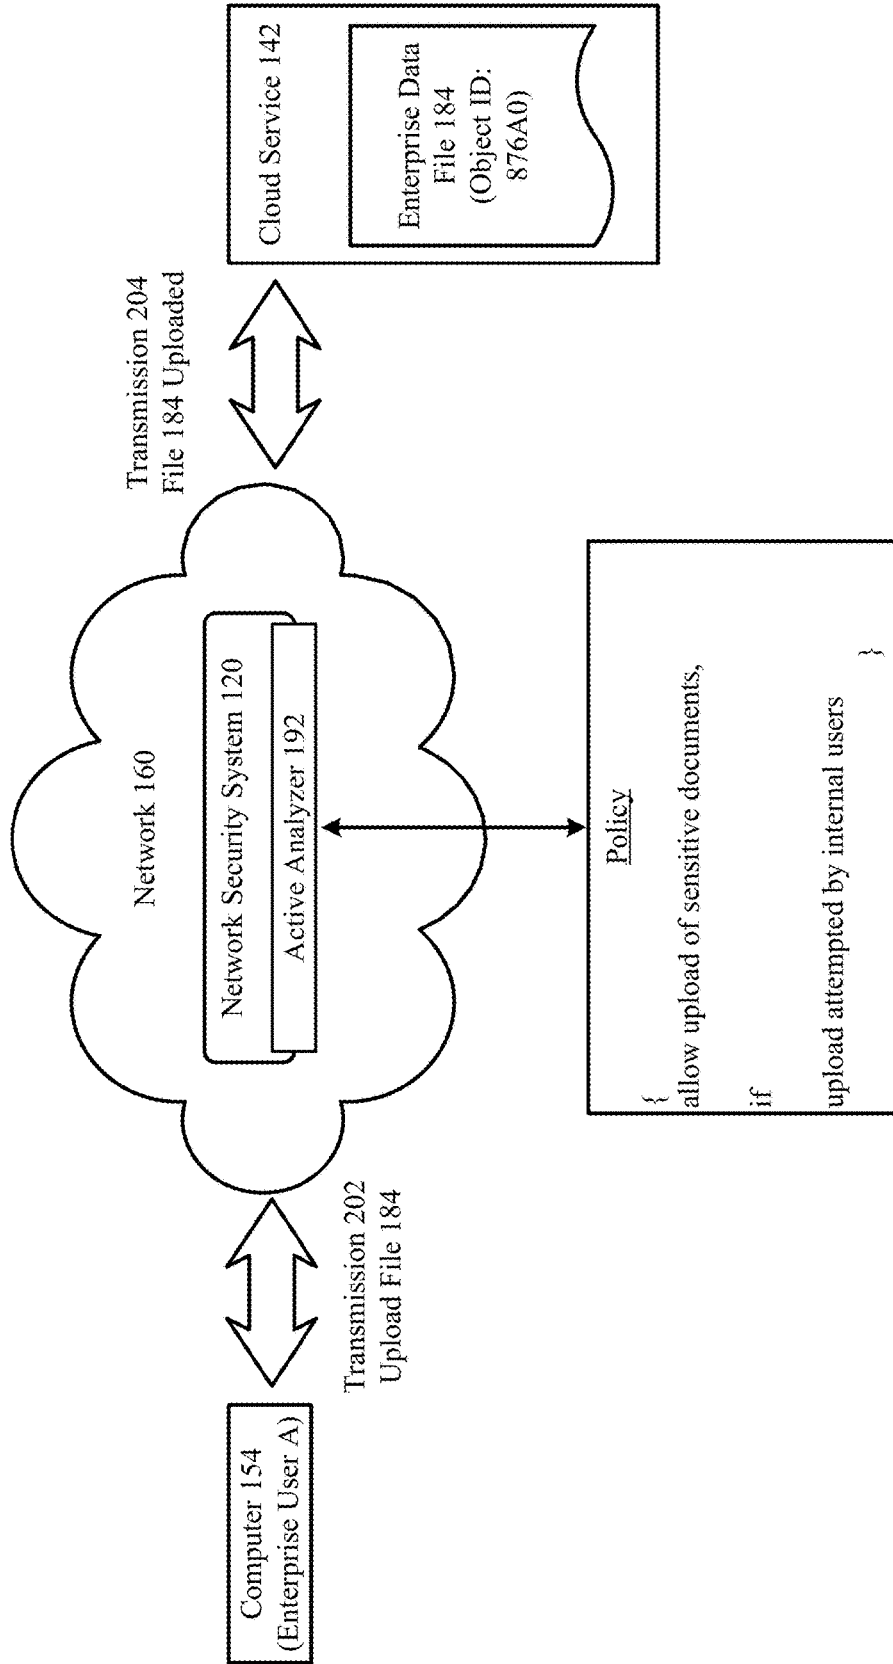 Computer 154
(Enterprise User A)
Transmission 202
Upload File 184
Network 160
Network Security System 120
Active Analyzer 192
Policy
{
allow upload of sensitive documents,
if
upload attempted by internal users
}
Transmission 204
File 184 Uploaded
Cloud Service 142
Enterprise Data
File 184
(Object ID:
876A0)